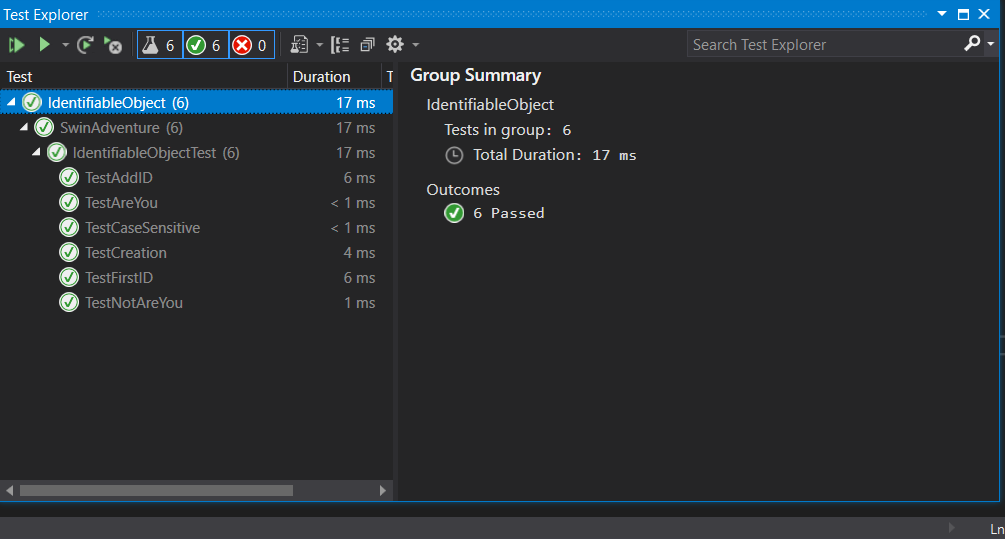 Test Explorer
6 6 0
Search Test Explorer
Test Duration T
IdentifiableObject (6) 17 ms
SwinAdventure (6) 17 ms
IdentifiableObjectTest (6) 17 ms
TestAddID 6 ms
TestAreYou < 1 ms
TestCaseSensitive < 1 ms
TestCreation 4 ms
TestFirstID 6 ms
TestNotAreYou 1 ms
Group Summary
IdentifiableObject
Tests in group: 6
Total Duration: 17 ms
Outcomes
6 Passed
Ln